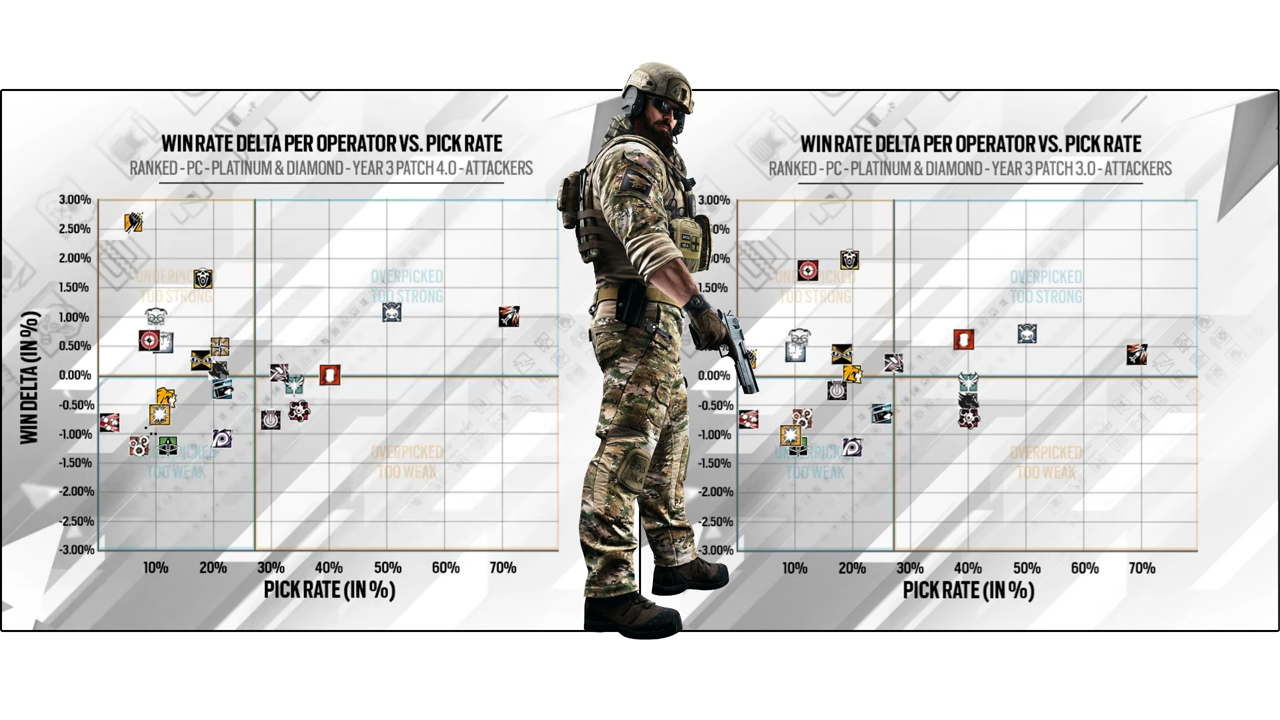 WIN RATE DELTA PER OPERATOR VS. PICK RATE
RANKED - PC - PLATINUM & DIAMOND - YEAR 3 PATCH 4.0 - ATTACKERS
3.00%
2.50%
2.00%
1.50%
1.00%
0.50%
0.00%
-0.50%
-1.00%
-1.50%
-2.00%
-2.50%
-3.00%
WIN DELTA (IN %)
UNDERPICKED
TOO STRONG
OVERPICKED
TOO STRONG
TOO WEAK
OVERPICKED
TOO WEAK
10% 20% 30% 40% 50% 60% 70%
PICK RATE (IN %)
WIN RATE DELTA PER OPERATOR VS. PICK RATE
RANKED - PC - PLATINUM & DIAMOND - YEAR 3 PATCH 3.0 - ATTACKERS
3.00%
2.00%
1.50%
0.00%
-0.50%
-1.00%
-1.50%
-2.00%
-2.50%
-3.00%
TOO STRONG
OVERPICKED
TOO STRONG
TOO WEAK
OVERPICKED
TOO WEAK
10% 20% 30% 40% 50% 60% 70%
PICK RATE (IN %)